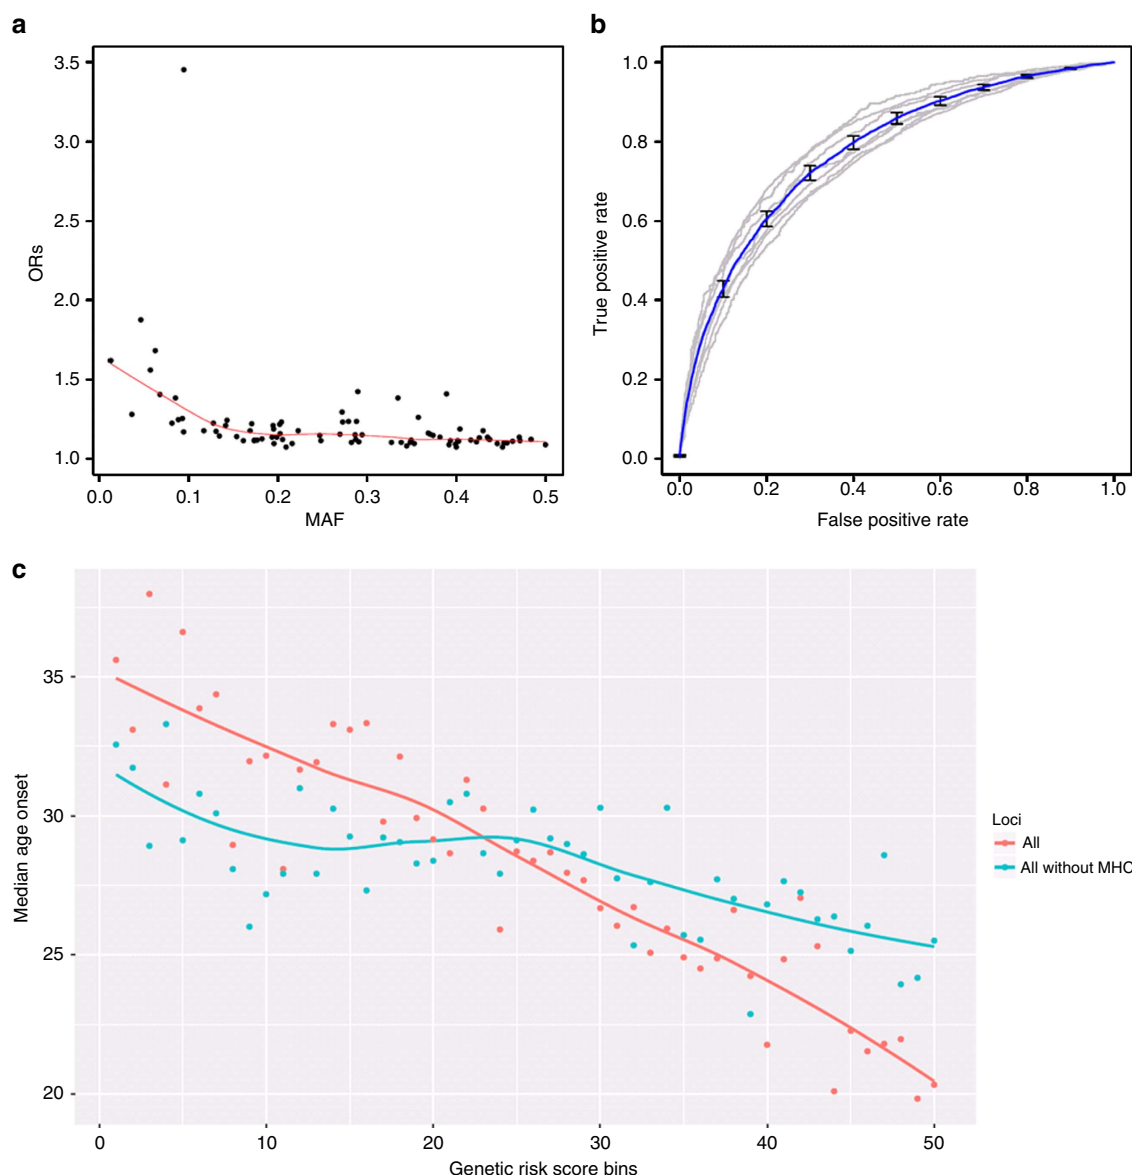 a
3.5
3.0
2.5
2.0
1.5
1.0
ORs
0.0 0.1 0.2 0.3 0.4 0.5
MAF
b
1.0
0.8
0.6
0.4
0.2
0.0
True positive rate
0.0 0.2 0.4 0.6 0.8 1.0
False positive rate
c
35
30
25
20
Median age onset
0 10 20 30 40 50
Genetic risk score bins
Loci
All
All without MHC